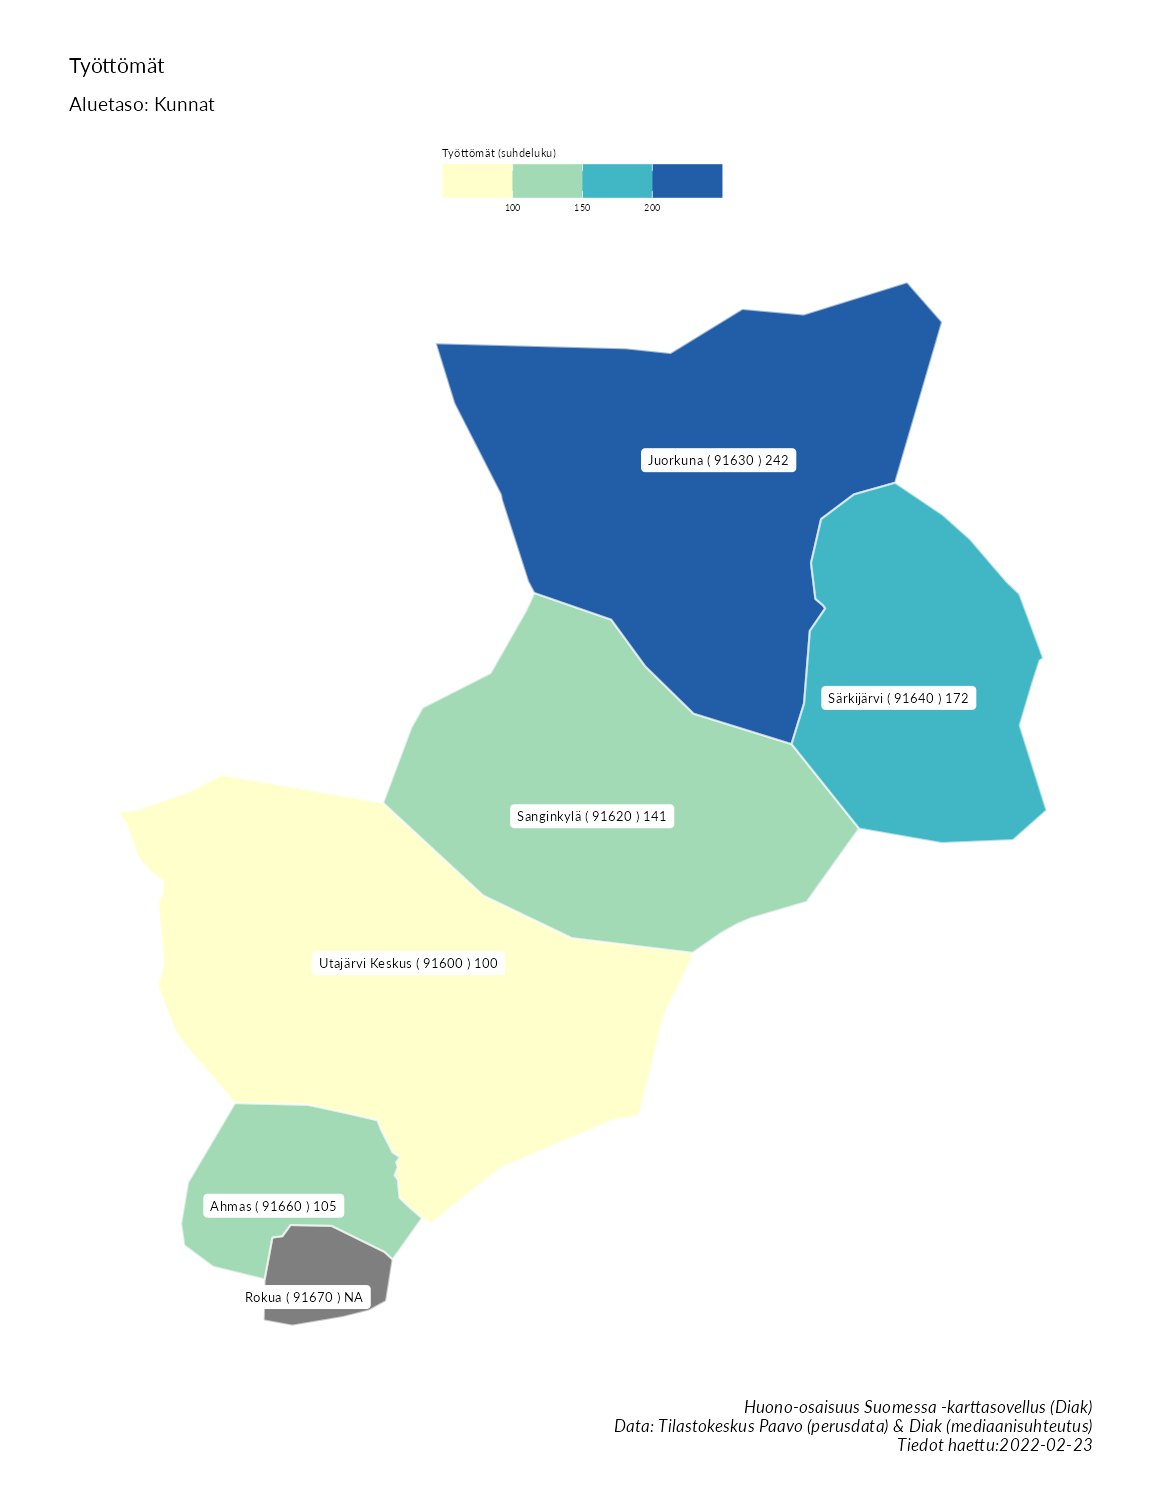 Työttömät
Aluetaso: Kunnat
Työttömät (suhdeluku)
100 150 200
Juorkuna ( 91630 ) 242
Särkijärvi ( 91640 ) 172
Sanginkylä ( 91620 ) 141
Utajärvi Keskus ( 91600 ) 100
Ahmas ( 91660 ) 105
Rokua ( 91670 ) NA
Huono-osaisuus Suomessa -karttasovellus (Diak)
Data: Tilastokeskus Paavo (perusdata) & Diak (mediaanisuhteutus)
Tiedot haettu:2022-02-23